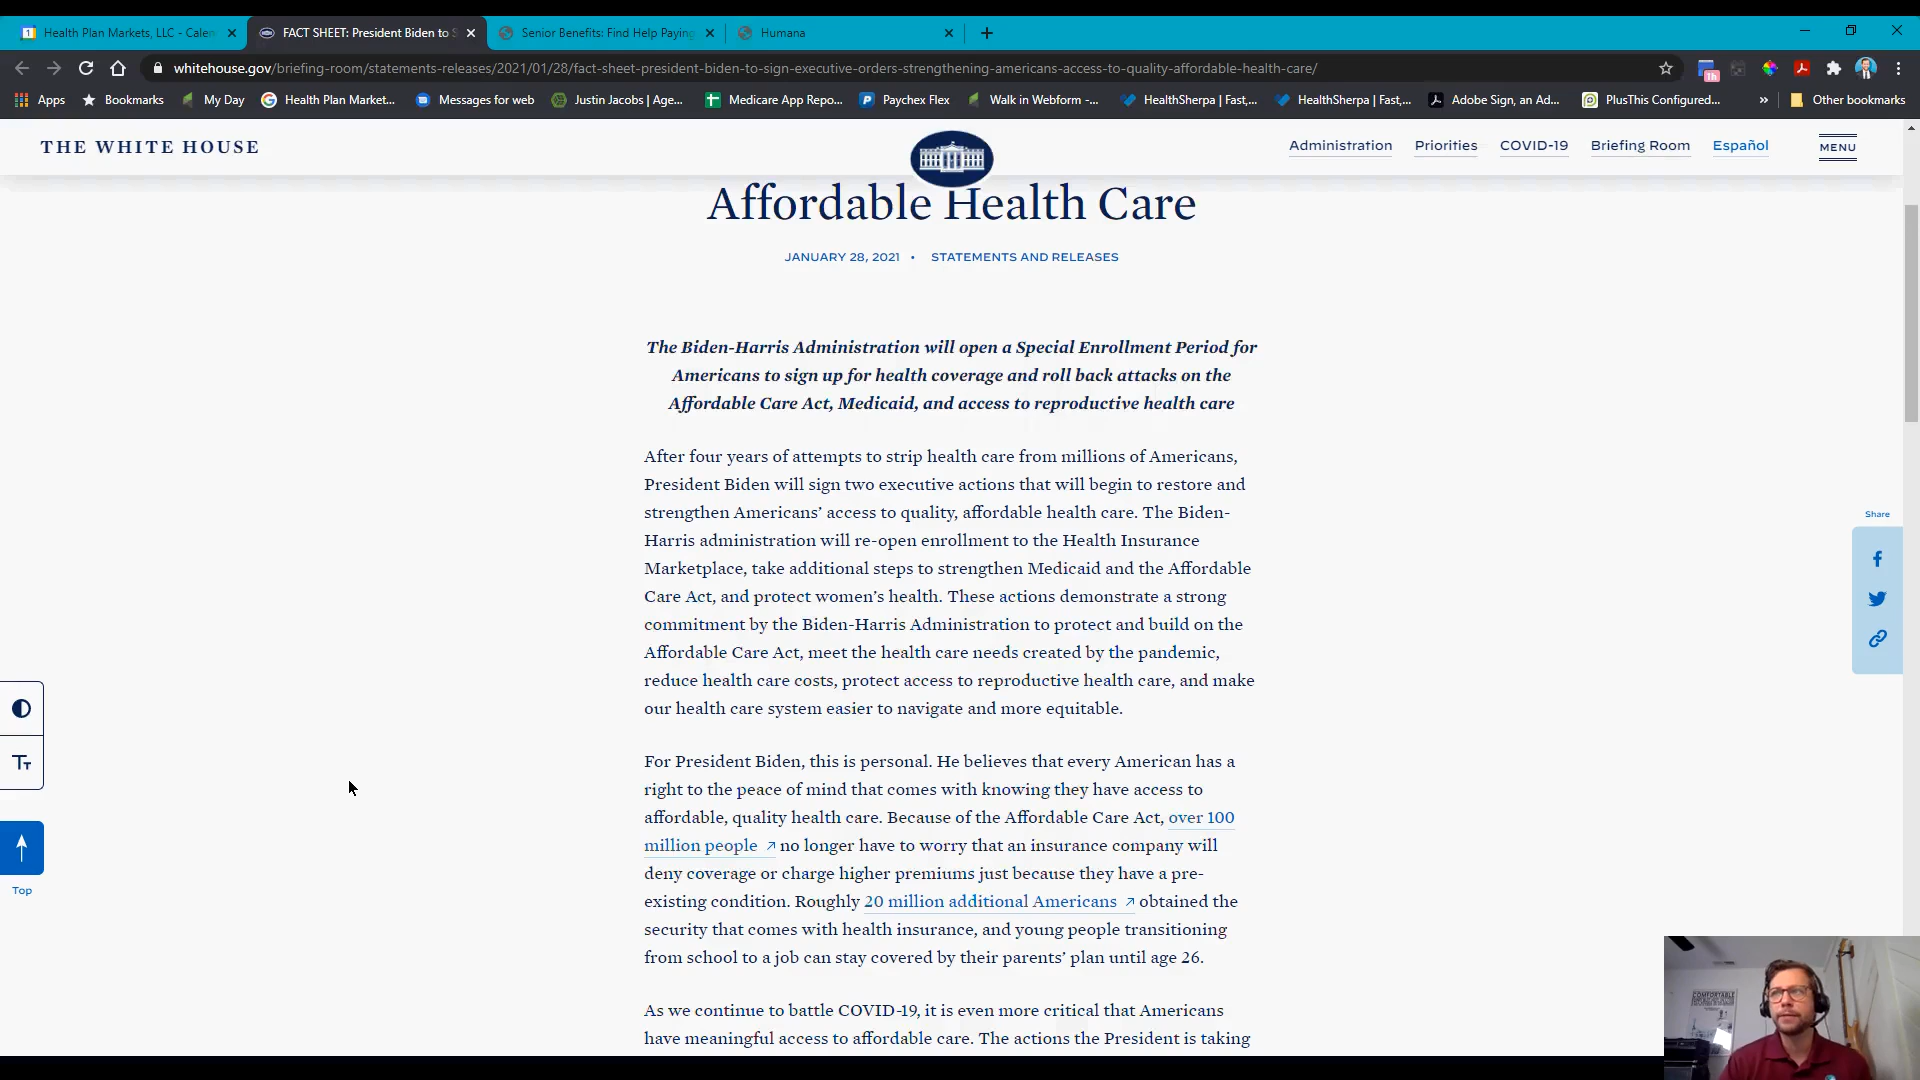 Health Plan Markets, LLC - Calen
FACT SHEET: President Biden to S
Senior Benefits: Find Help Paying
Humana
whitehouse.gov/briefing-room/statements-releases/2021/01/28/fact-sheet-president-biden-to-sign-executive-orders-strengthening-americans-access-to-quality-affordable-health-care/
1h
Apps
Bookmarks
My Day
Health Plan Market...
Messages for web
Justin Jacobs | Age...
Medicare App Repo...
Paychex Flex
Walk in Webform -...
HealthSherpa | Fast,...
HealthSherpa | Fast,...
Adobe Sign, an Ad...
PlusThis Configured...
»
Other bookmarks
THE WHITE HOUSE
Administration
Priorities
COVID-19
Briefing Room
Español
MENU
Affordable Health Care
JANUARY 28, 2021 • STATEMENTS AND RELEASES
The Biden-Harris Administration will open a Special Enrollment Period for
Americans to sign up for health coverage and roll back attacks on the
Affordable Care Act, Medicaid, and access to reproductive health care
After four years of attempts to strip health care from millions of Americans,
President Biden will sign two executive actions that will begin to restore and
strengthen Americans’ access to quality, affordable health care. The Biden-
Harris administration will re-open enrollment to the Health Insurance
Marketplace, take additional steps to strengthen Medicaid and the Affordable
Care Act, and protect women’s health. These actions demonstrate a strong
commitment by the Biden-Harris Administration to protect and build on the
Affordable Care Act, meet the health care needs created by the pandemic,
reduce health care costs, protect access to reproductive health care, and make
our health care system easier to navigate and more equitable.
For President Biden, this is personal. He believes that every American has a
right to the peace of mind that comes with knowing they have access to
affordable, quality health care. Because of the Affordable Care Act, over 100
million people no longer have to worry that an insurance company will
deny coverage or charge higher premiums just because they have a pre-
existing condition. Roughly 20 million additional Americans obtained the
security that comes with health insurance, and young people transitioning
from school to a job can stay covered by their parents’ plan until age 26.
As we continue to battle COVID-19, it is even more critical that Americans
have meaningful access to affordable care. The actions the President is taking
Share
Tт
Top
COMFORTABLE